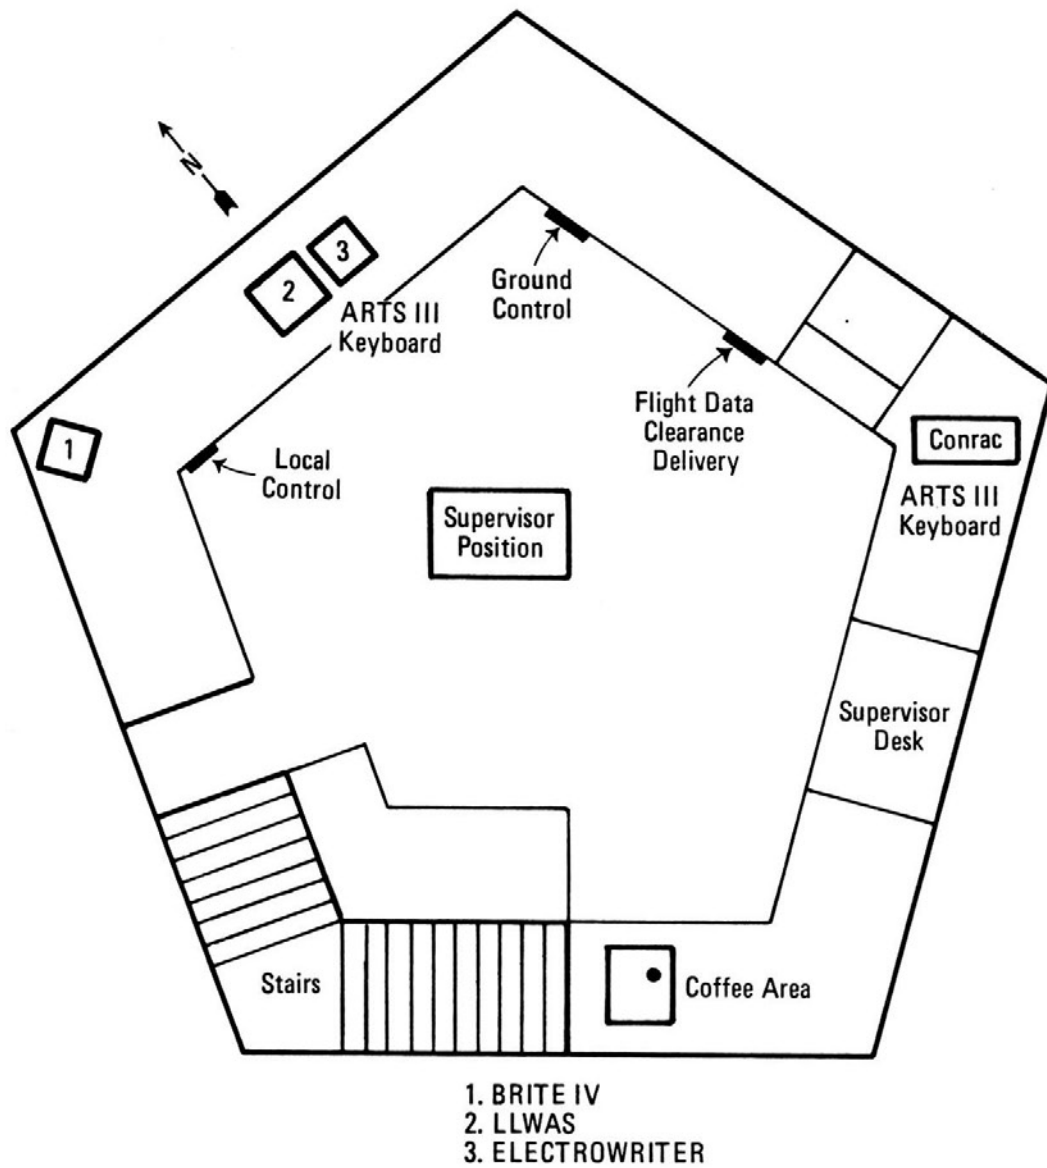 N
3
2
ARTS III
Keyboard
Ground
Control
1
Local
Control
Flight Data
Clearance
Delivery
Conrac
ARTS III
Keyboard
Supervisor
Position
Supervisor
Desk
Stairs
Coffee Area
1. BRITE IV
2. LLWAS
3. ELECTROWRITER